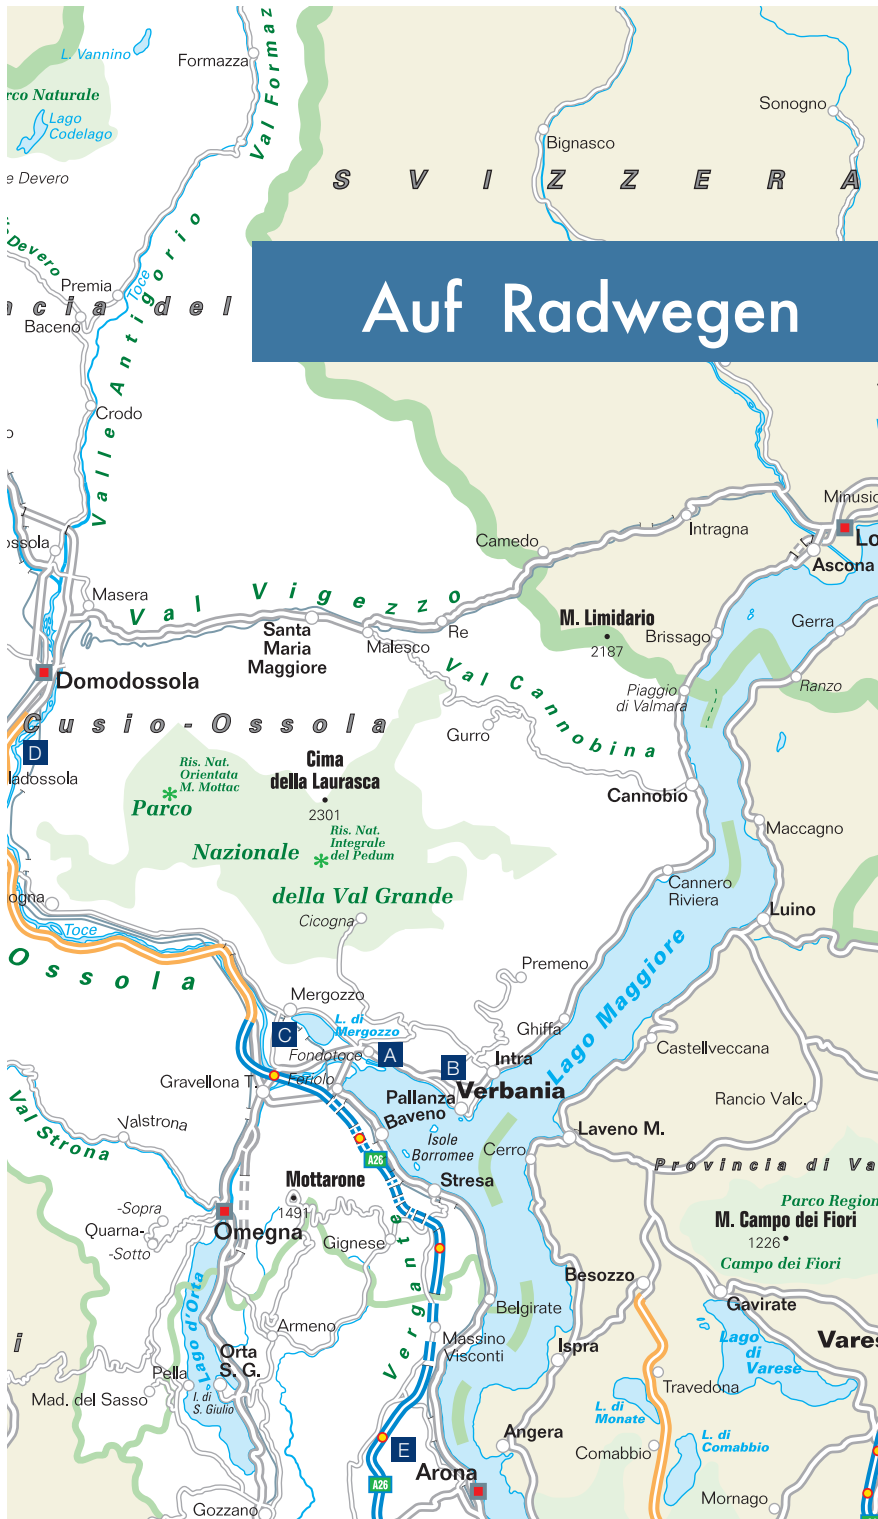 L. Vannino
Formazza
Val Formaz
rco Naturale
Lago
Codelago
Sonogno
Bignasco
e Devero
SVIZZERA
Devero
Valle Antigorio
Toce
Premia
ncia del
Baceno
Auf Radwegen
Crodo
Minusio
Intragna
Lo
ossola
Camedo
Ascona
Masera
Val Vigezzo
Santa
Maria
Maggiore
Malesco
Re
M. Limidario
2187
Brissago
Gerra
Domodossola
Val Cannobina
Piaggio
di Valmara
Ranzo
Cusio-Ossola
Gurro
D
ladossola
Ris. Nat.
Orientata
M. Mottac
Cima
della Laurasca
2301
Cannobio
Parco
Maccagno
Ris. Nat.
Integrale
del Pedum
Nazionale
della Val Grande
Cannero
Riviera
ogna
Cicogna
Luino
Toce
Ossola
Lago Maggiore
Premeno
Mergozzo
L. di
Mergozzo
Ghiffa
C
Fondotoce
A
B
Intra
Castellveccana
Gravellona T.
Feriolo
Verbania
Pallanza
Baveno
Rancio Valc.
Val Strona
Valstrona
Isole
Borromee
Cerro
Laveno M.
A26
Provincia di Va
Mottarone
1491
Stresa
Parco Region
-Sopra
Quarna-
-Sotto
Omegna
Gignese
M. Campo dei Fiori
1226
Campo dei Fiori
Vergante
Besozzo
Gavirate
Lago d'Orta
Armeno
Belgirate
Massino
Visconti
Lago
di
Varese
Vares
i
Orta
S. G.
Ispra
Pella
Mad. del Sasso
I. di
S. Giulio
Travedona
L. di
Monate
Angera
L. di
Comabbio
Comabbio
E
Arona
A26
Mornago
Gozzano